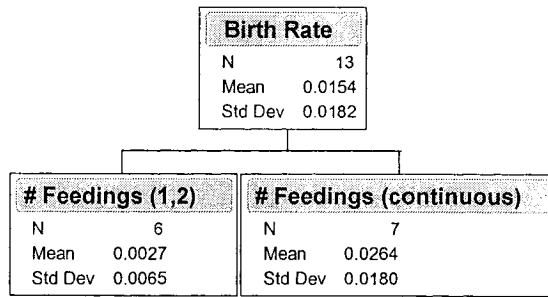 Birth Rate
N 13
Mean 0.0154
Std Dev 0.0182
# Feedings (1,2)
N 6
Mean 0.0027
Std Dev 0.0065
# Feedings (continuous)
N 7
Mean 0.0264
Std Dev 0.0180